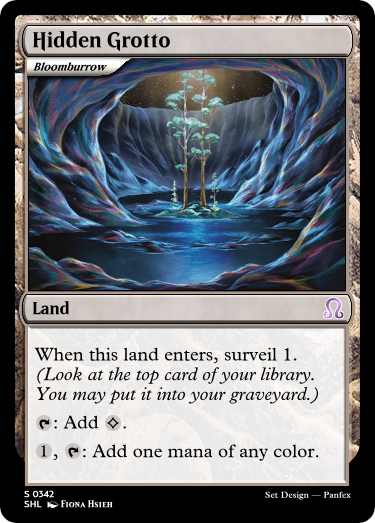 Hidden Grotto
Bloomburrow
Land
When this land enters, surveil 1.
(Look at the top card of your library.
You may put it into your graveyard.)
: Add .
1, : Add one mana of any color.
S 0342
SHL Fiona Hsieh
Set Design — Panfex